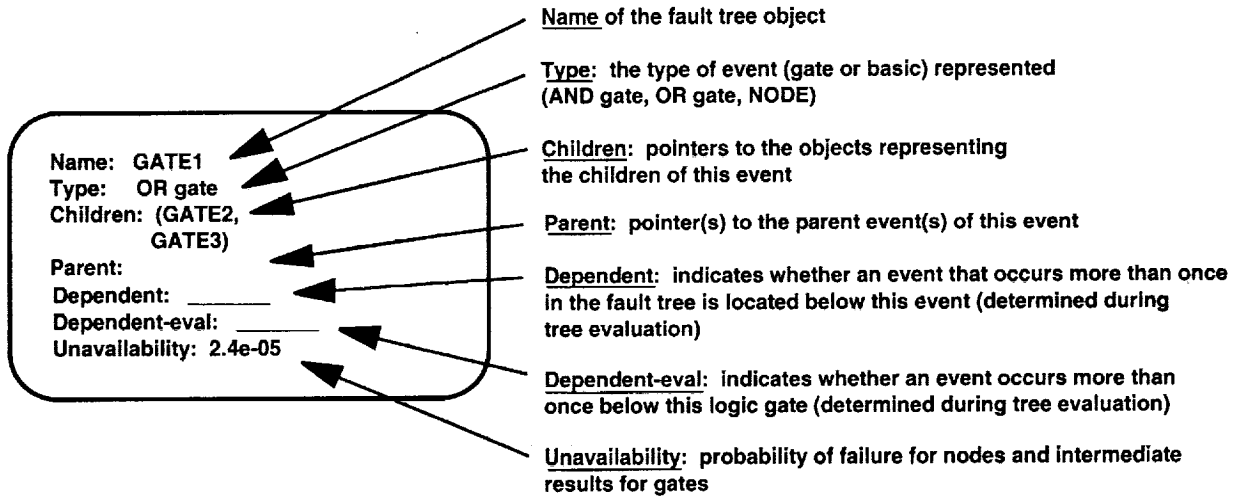 Name of the fault tree object
Type: the type of event (gate or basic) represented
(AND gate, OR gate, NODE)
Children: pointers to the objects representing
the children of this event
Parent: pointer(s) to the parent event(s) of this event
Dependent: indicates whether an event that occurs more than once
in the fault tree is located below this event (determined during
tree evaluation)
Dependent-eval: indicates whether an event occurs more than
once below this logic gate (determined during tree evaluation)
Unavailability: probability of failure for nodes and intermediate
results for gates
Name: GATE1
Type: OR gate
Children: (GATE2,
GATE3)
Parent:
Dependent: ______
Dependent-eval: ______
Unavailability: 2.4e-05